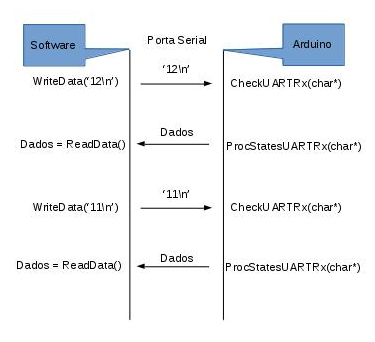 Software
Porta Serial
Arduino
WriteData('12\n')
'12\n'
CheckUARTRx(char*)
Dados = ReadData()
Dados
ProcStatesUARTRx(char*)
WriteData('11\n')
'11\n'
CheckUARTRx(char*)
Dados = ReadData()
Dados
ProcStatesUARTRx(char*)